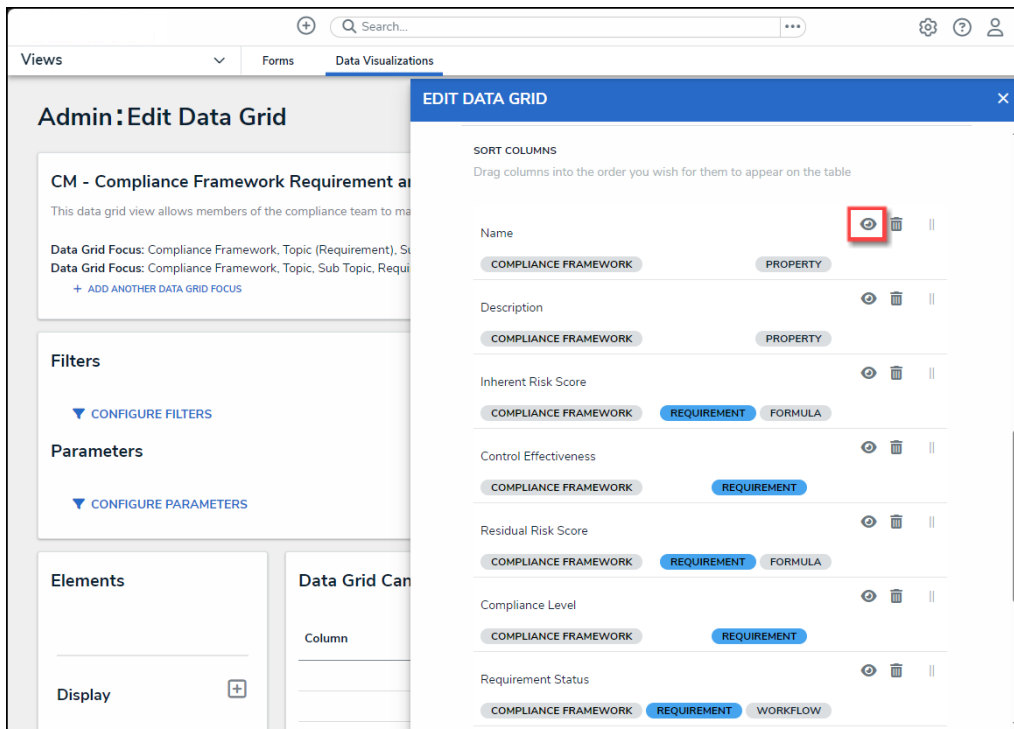 Search...
Views
Forms
Data Visualizations
Admin:Edit Data Grid
CM - Compliance Framework Requirement
This data grid view allows members of the compliance team to
Data Grid Focus: Compliance Framework, Topic (Requirement),
Data Grid Focus: Compliance Framework, Topic, Sub Topic,
+ ADD ANOTHER DATA GRID FOCUS
Filters
CONFIGURE FILTERS
Parameters
CONFIGURE PARAMETERS
Elements
Display
Data Grid
Column
EDIT DATA GRID
SORT COLUMNS
Drag columns into the order you wish for them to appear on the table
Name
COMPLIANCE FRAMEWORK PROPERTY
Description
COMPLIANCE FRAMEWORK PROPERTY
Inherent Risk Score
COMPLIANCE FRAMEWORK REQUIREMENT FORMULA
Control Effectiveness
COMPLIANCE FRAMEWORK REQUIREMENT
Residual Risk Score
COMPLIANCE FRAMEWORK REQUIREMENT FORMULA
Compliance Level
COMPLIANCE FRAMEWORK REQUIREMENT
Requirement Status
COMPLIANCE FRAMEWORK REQUIREMENT WORKFLOW